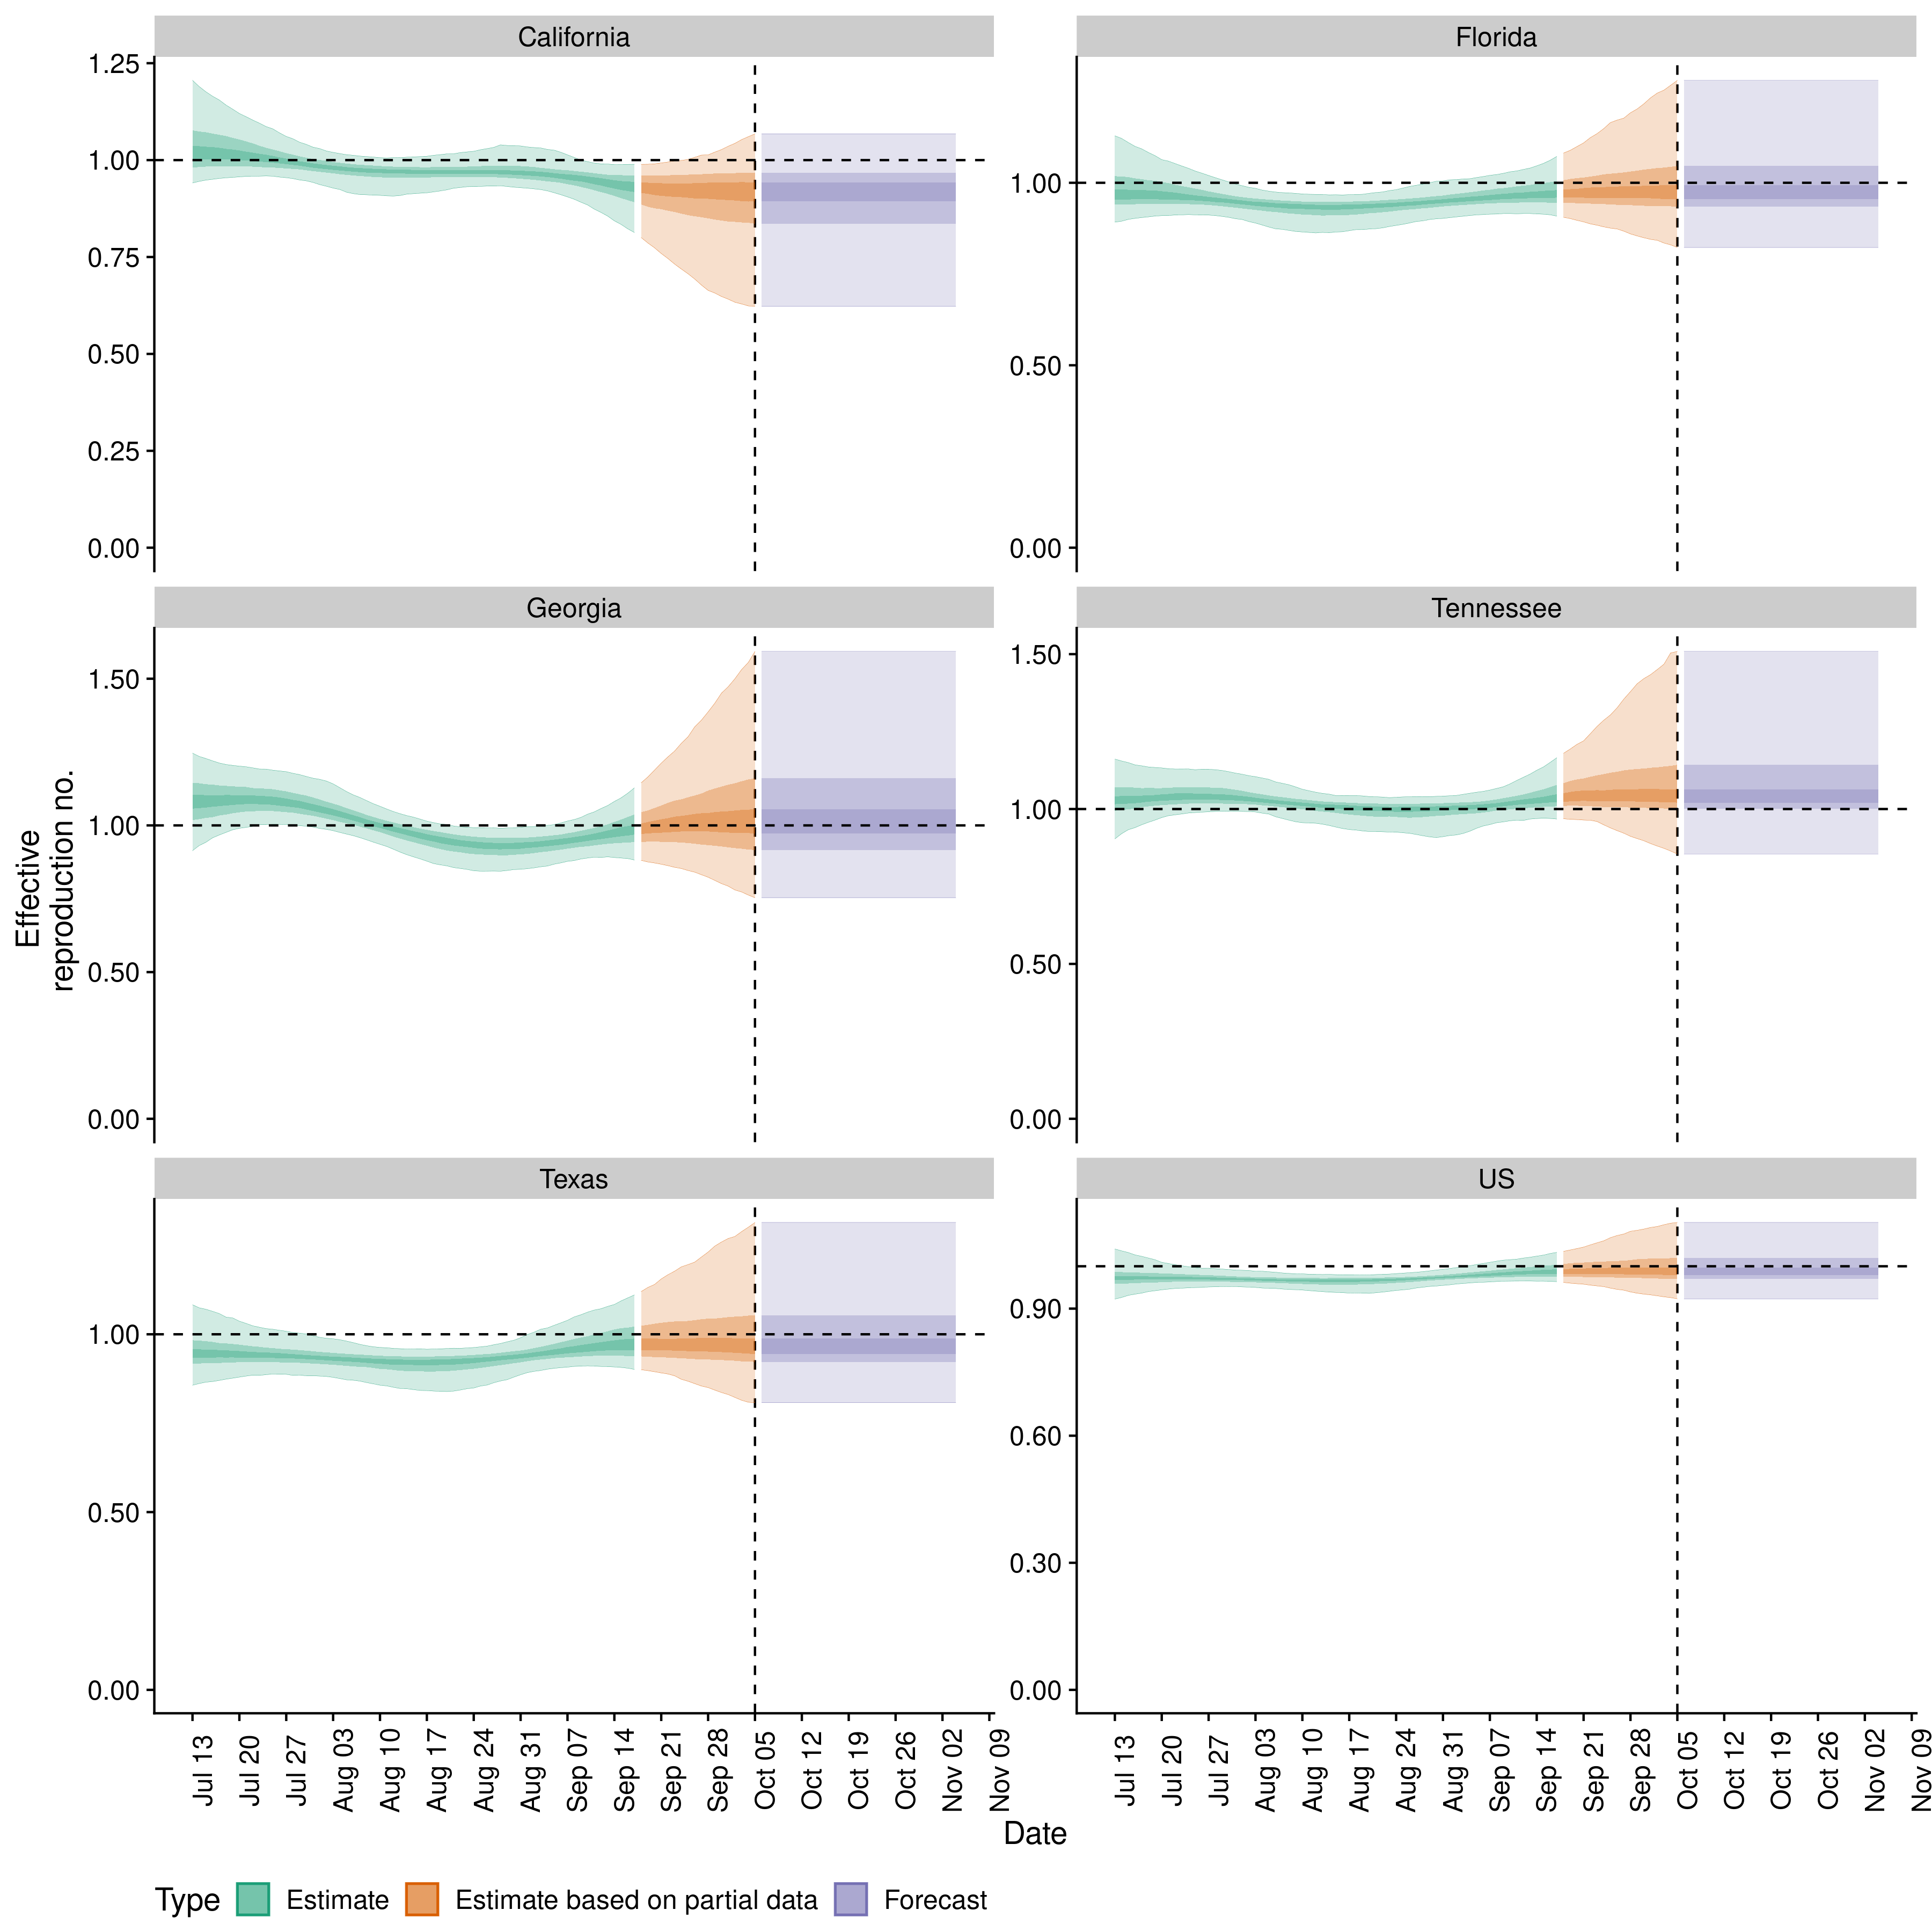 California
Florida
1.25
1.00
0.75
0.50
0.25
0.00
1.00
0.50
0.00
Georgia
Tennessee
1.50
1.00
0.50
0.00
1.50
1.00
0.50
0.00
Effective
reproduction no.
Texas
US
1.00
0.50
0.00
0.90
0.60
0.30
0.00
Jul 13
Jul 20
Jul 27
Aug 03
Aug 10
Aug 17
Aug 24
Aug 31
Sep 07
Sep 14
Sep 21
Sep 28
Oct 05
Oct 12
Oct 19
Oct 26
Nov 02
Nov 09
Jul 13
Jul 20
Jul 27
Aug 03
Aug 10
Aug 17
Aug 24
Aug 31
Sep 07
Sep 14
Sep 21
Sep 28
Oct 05
Oct 12
Oct 19
Oct 26
Nov 02
Nov 09
Date
Type Estimate Estimate based on partial data Forecast